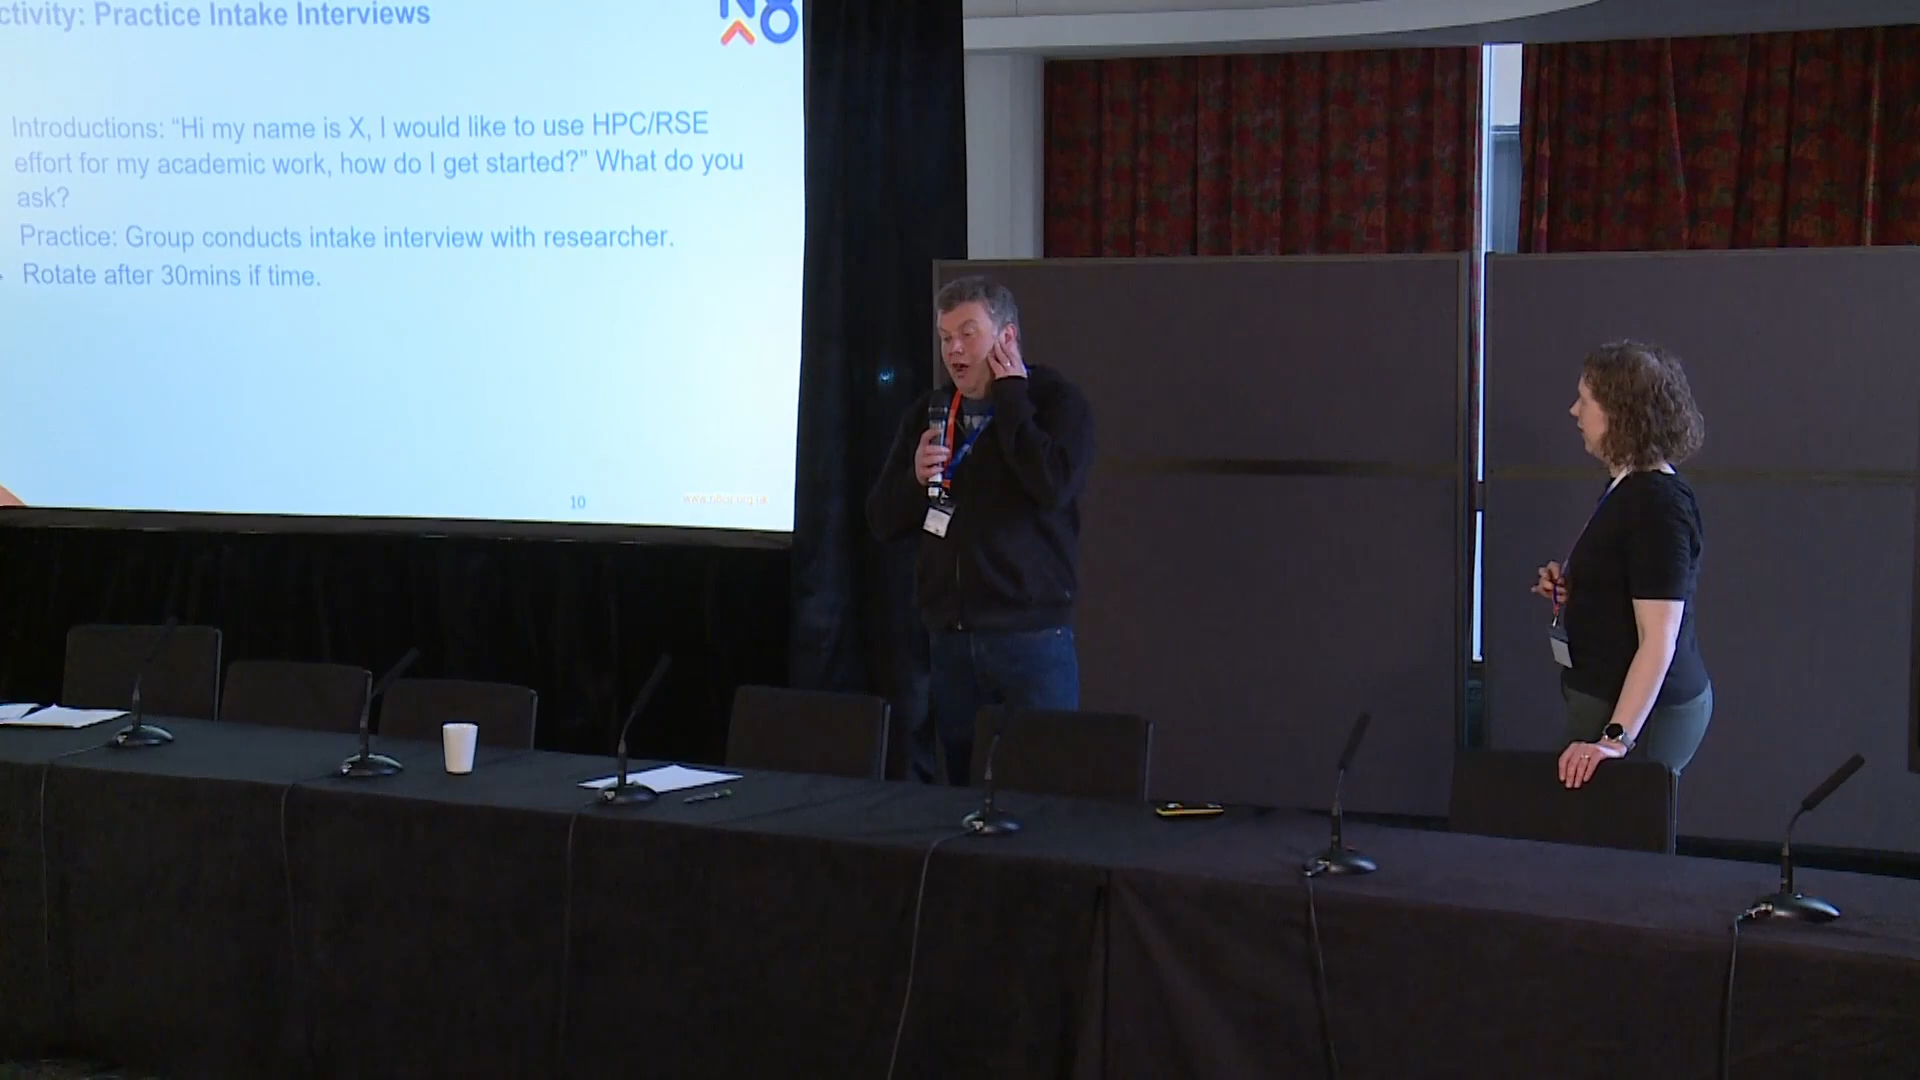 ctivity: Practice Intake Interviews
N8
Introductions: “Hi my name is X, I would like to use HPC/RSE
effort for my academic work, how do I get started?” What do you
ask?
Practice: Group conducts intake interview with researcher.
Rotate after 30mins if time.
10